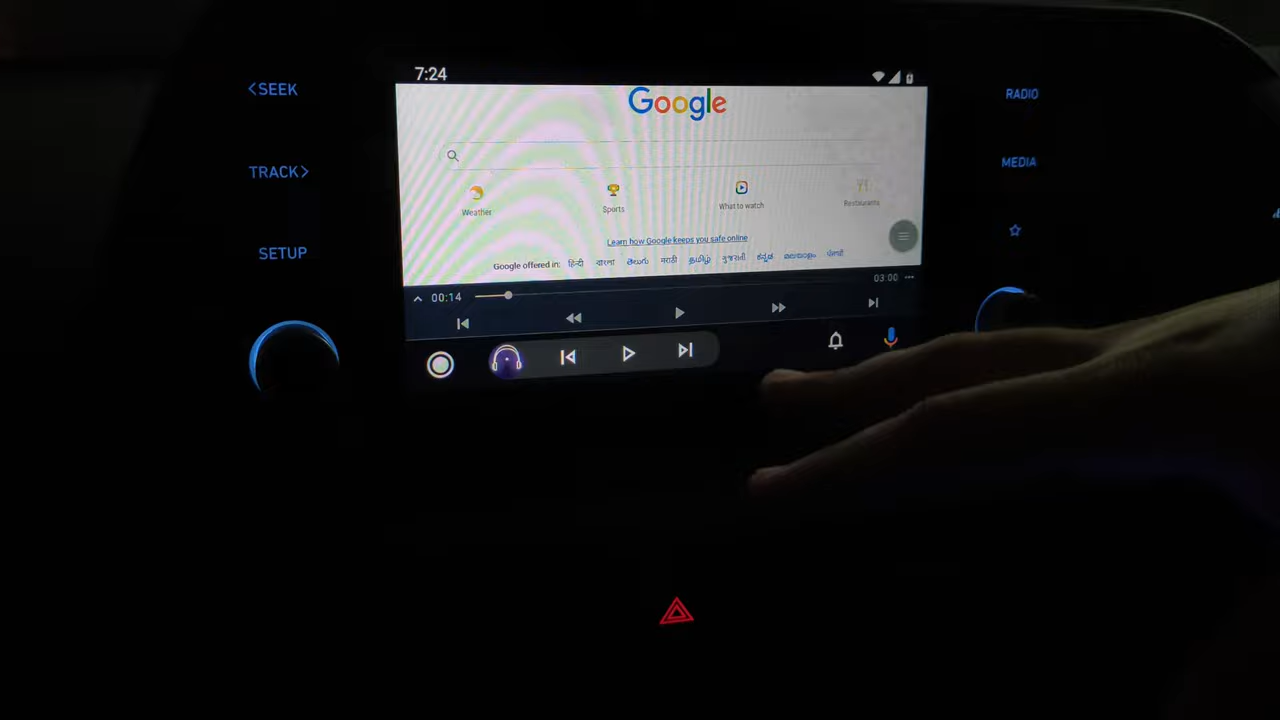 < SEEK
TRACK >
SETUP
7:24
Google
Weather
Sports
What to watch
Restaurants
Learn how Google keeps you safe online
Google offered in: हिन्दी বাংলা తెలుగు मराठी தமிழ் ગુજરાતી ಕನ್ನಡ മലയാളം ਪੰਜਾਬੀ
00:14
03:00
RADIO
MEDIA